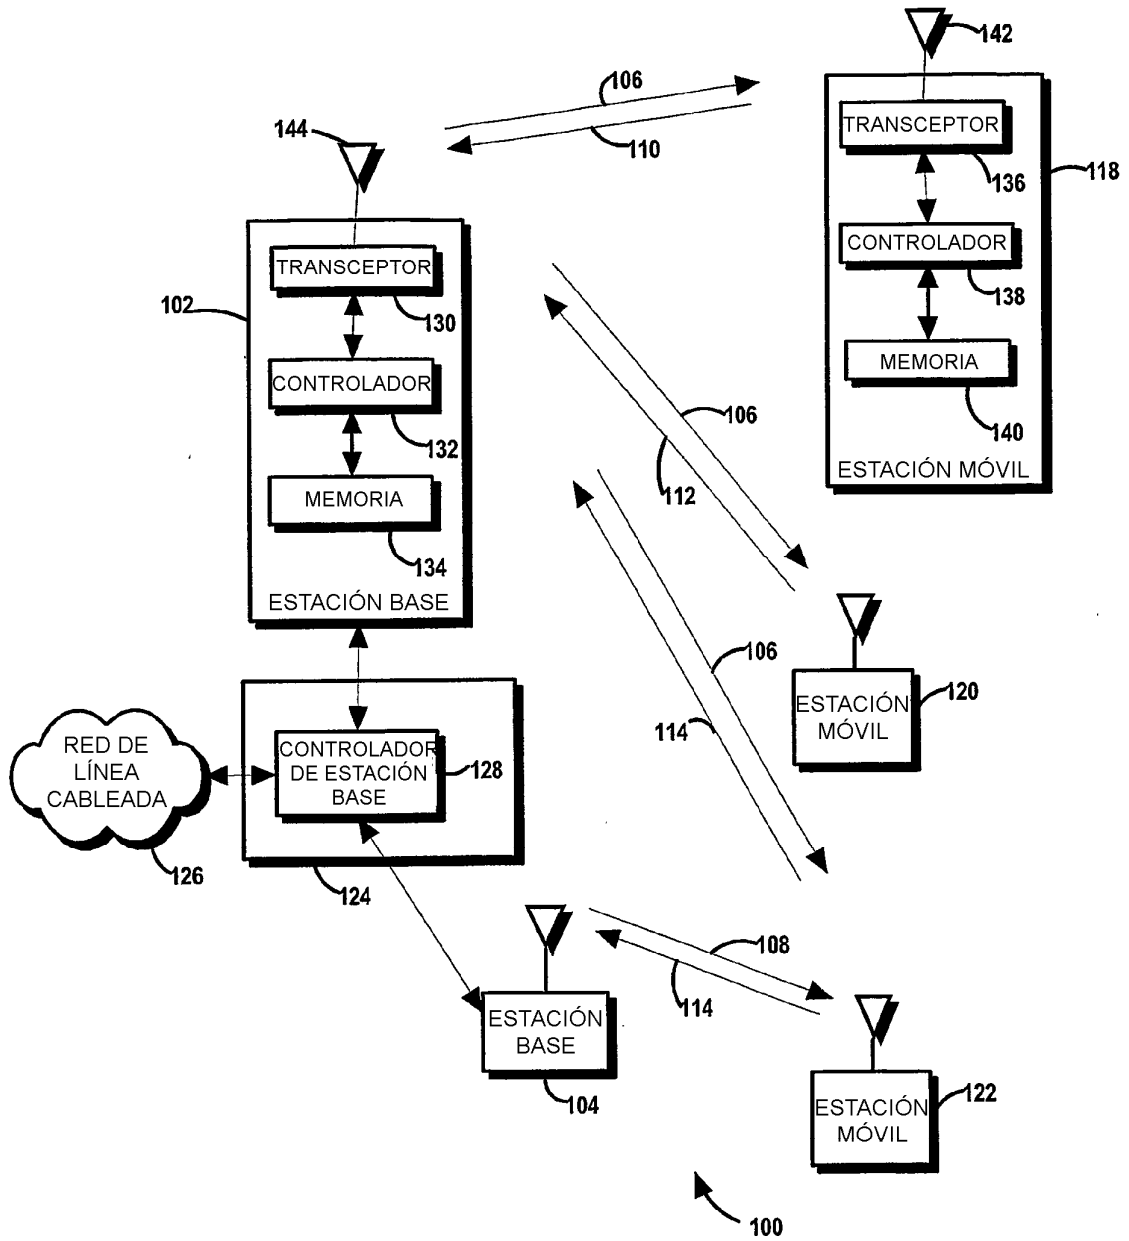 142
106
TRANSCEPTOR
144
110
136
118
CONTROLADOR
TRANSCEPTOR
102
130
138
MEMORIA
CONTROLADOR
106
140
132
112
ESTACIÓN MÓVIL
MEMORIA
134
ESTACIÓN BASE
106
120
ESTACIÓN
MÓVIL
114
RED DE
LÍNEA
CABLEADA
CONTROLADOR
DE ESTACIÓN
BASE
128
126
124
108
114
ESTACIÓN
BASE
104
122
ESTACIÓN
MÓVIL
100